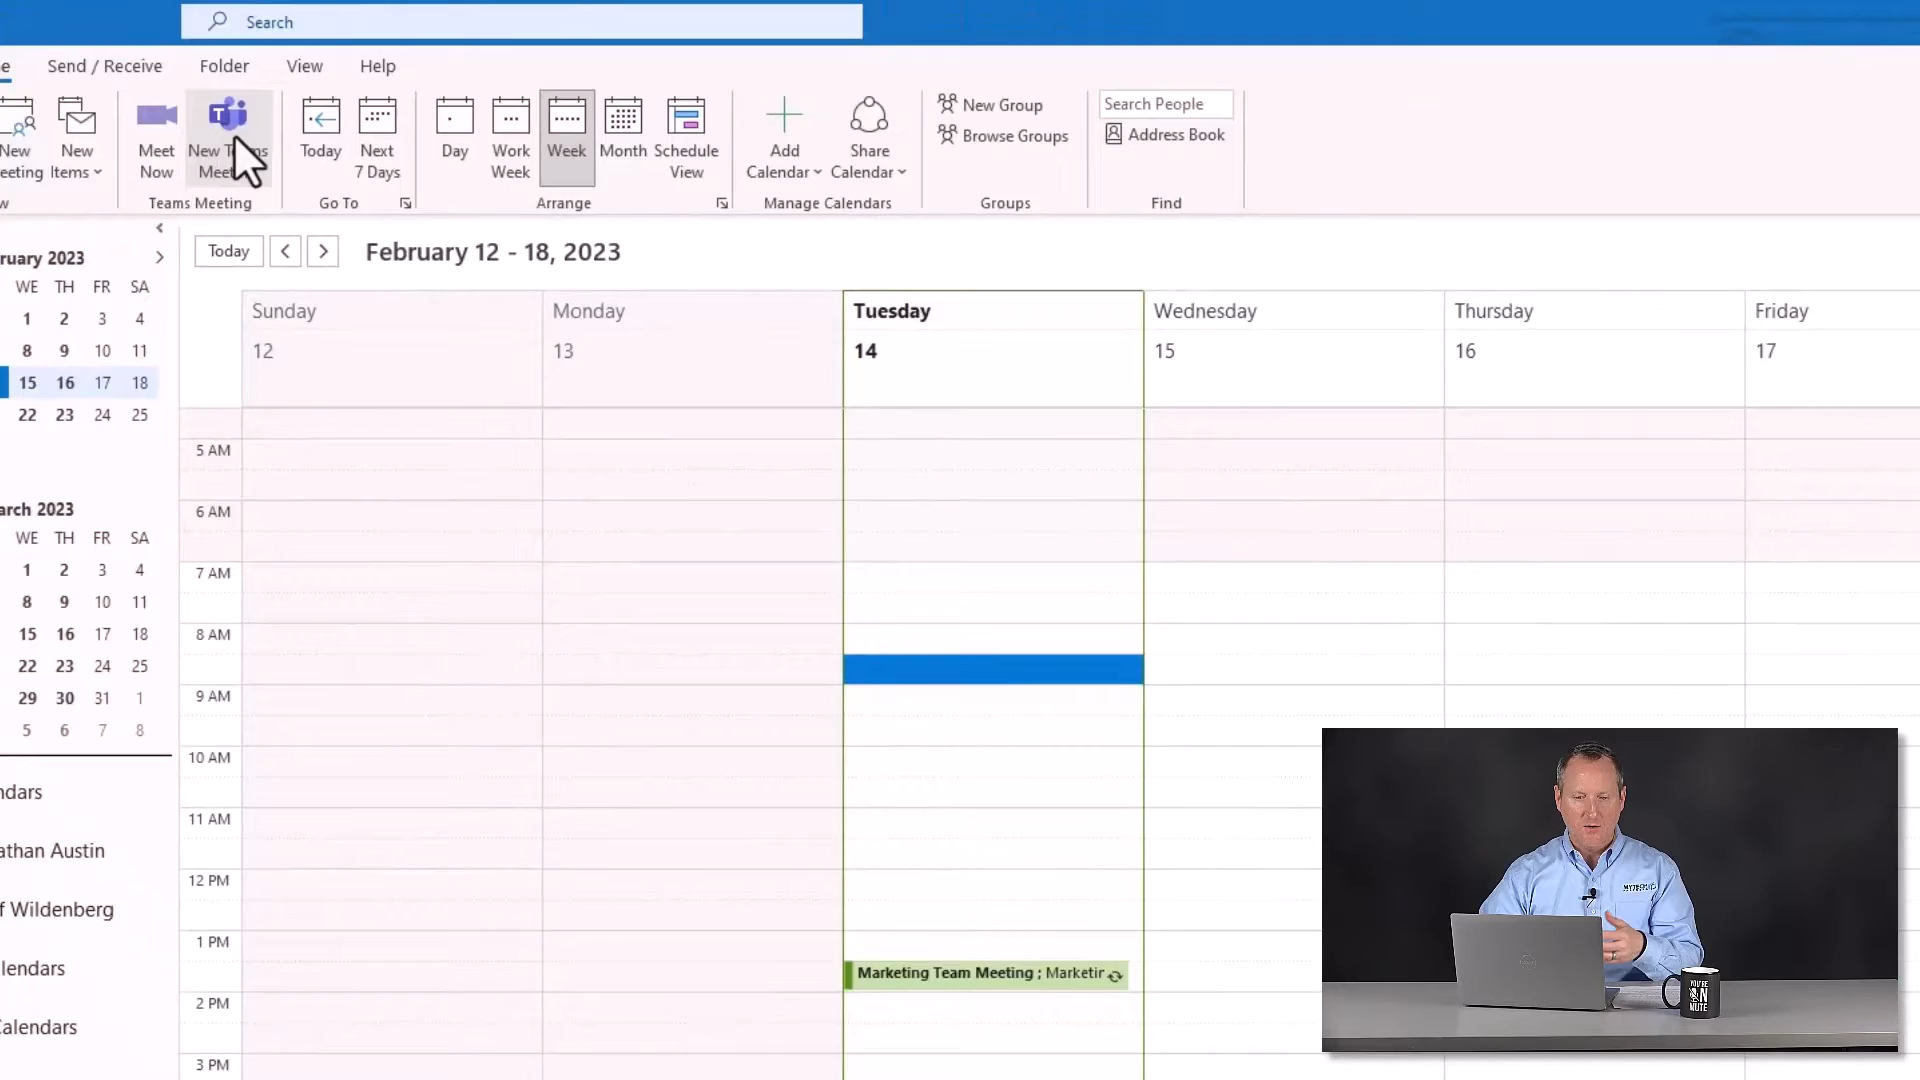 Search
Send / Receive Folder View Help
New Items
Meet Now
New Teams
Today
Next 7 Days
Day
Work Week
Week
Month
Schedule View
Add Calendar
Share Calendar
New Group
Browse Groups
Search People
Address Book
Teams Meeting
Go To
Arrange
Manage Calendars
Groups
Find
Today
February 12 - 18, 2023
ruary 2023
WE TH FR SA
1 2 3 4
8 9 10 11
15 16 17 18
22 23 24 25
arch 2023
WE TH FR SA
1 2 3 4
8 9 10 11
15 16 17 18
22 23 24 25
29 30 31 1
5 6 7 8
ndars
athan Austin
f Wildenberg
lendars
Calendars
Sunday Monday Tuesday Wednesday Thursday Friday
12 13 14 15 16 17
5 AM
6 AM
7 AM
8 AM
9 AM
10 AM
11 AM
12 PM
1 PM
Marketing Team Meeting ; Marketir
2 PM
3 PM
YOU'RE
ON
MUTE